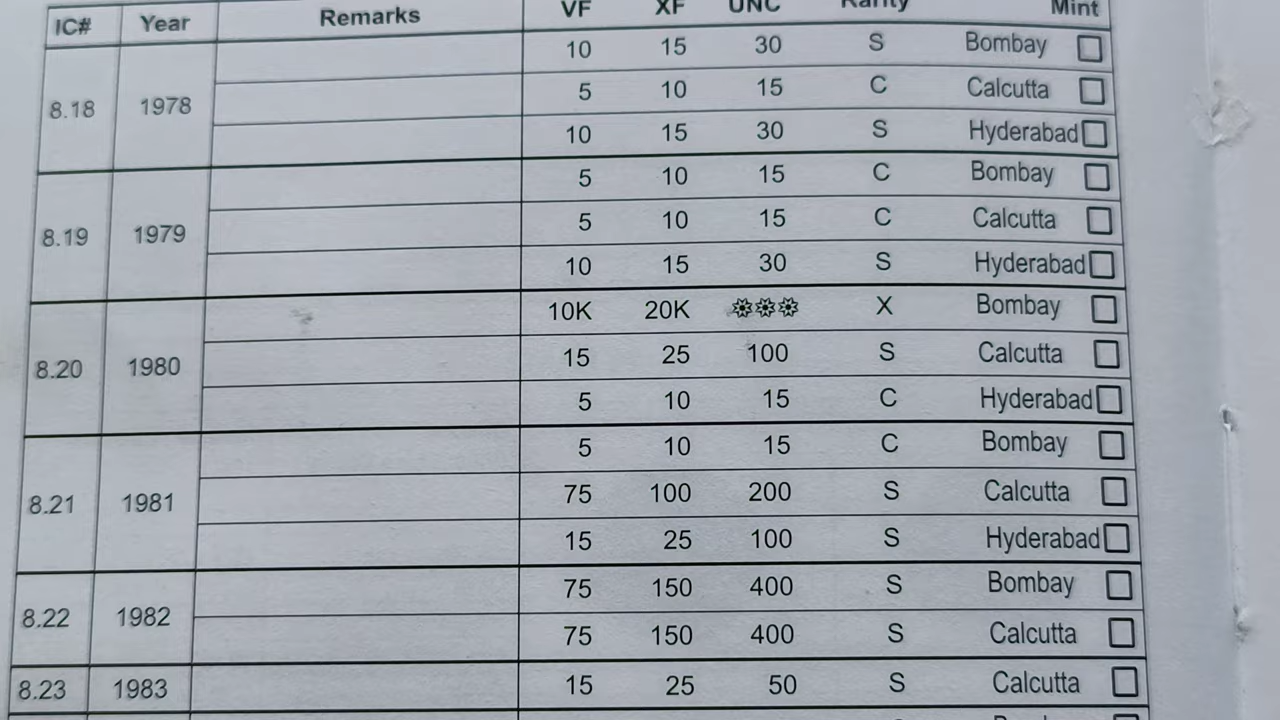 IC# Year Remarks VF XF UNC Rarity Mint
10 15 30 S Bombay
8.18 1978 5 10 15 C Calcutta
10 15 30 S Hyderabad
5 10 15 C Bombay
8.19 1979 5 10 15 C Calcutta
10 15 30 S Hyderabad
10K 20K ❁❁❁ X Bombay
8.20 1980 15 25 100 S Calcutta
5 10 15 C Hyderabad
5 10 15 C Bombay
8.21 1981 75 100 200 S Calcutta
15 25 100 S Hyderabad
8.22 1982 75 150 400 S Bombay
75 150 400 S Calcutta
8.23 1983 15 25 50 S Calcutta